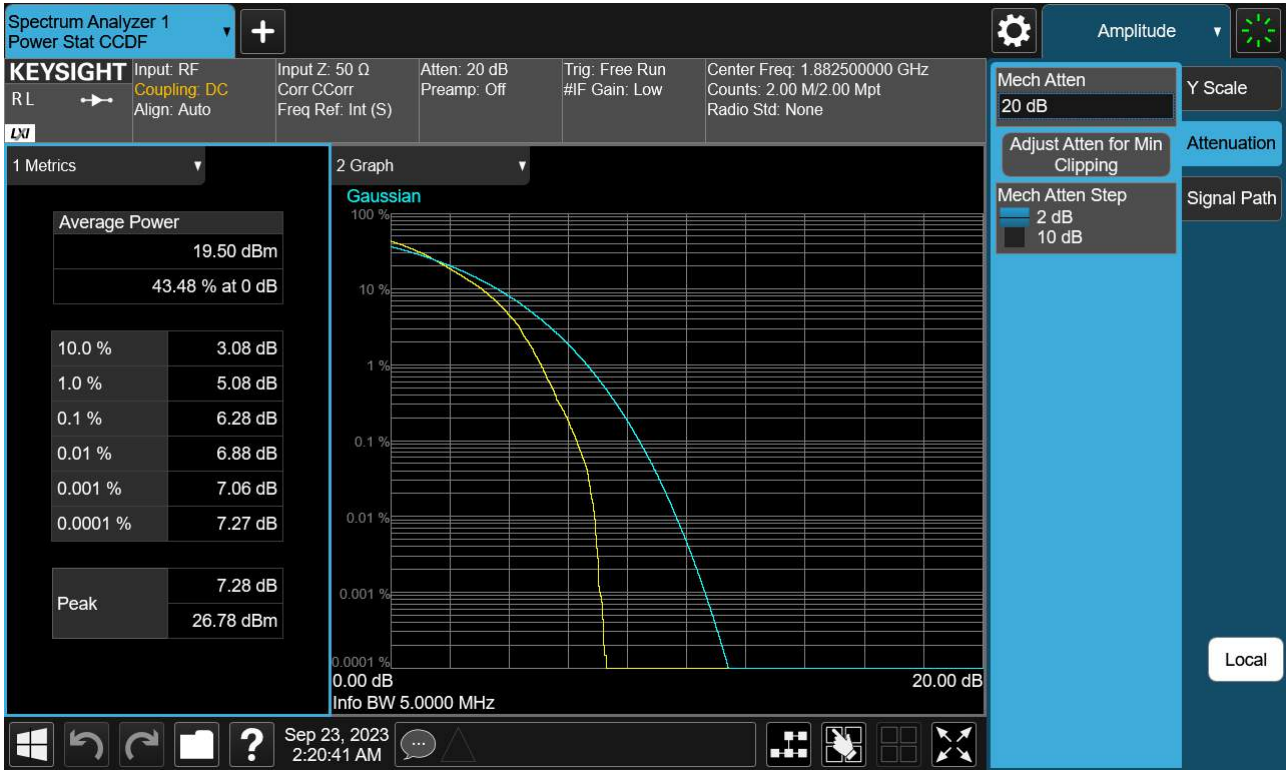 Spectrum Analyzer 1
Power Stat CCDF
+
Amplitude
KEYSIGHT
R L
LXI
Input: RF
Coupling: DC
Align: Auto
Input Z: 50 Ω
Corr CCorr
Freq Ref: Int (S)
Atten: 20 dB
Preamp: Off
Trig: Free Run
#IF Gain: Low
Center Freq: 1.882500000 GHz
Counts: 2.00 M/2.00 Mpt
Radio Std: None
Mech Atten
20 dB
Adjust Atten for Min
Clipping
Mech Atten Step
2 dB
10 dB
Y Scale
Attenuation
Signal Path
Local
1 Metrics
Average Power
19.50 dBm
43.48 % at 0 dB
10.0 % 3.08 dB
1.0 % 5.08 dB
0.1 % 6.28 dB
0.01 % 6.88 dB
0.001 % 7.06 dB
0.0001 % 7.27 dB
Peak
7.28 dB
26.78 dBm
2 Graph
Gaussian
100 %
10 %
1 %
0.1 %
0.01 %
0.001 %
0.0001 %
0.00 dB 20.00 dB
Info BW 5.0000 MHz
?
Sep 23, 2023
2:20:41 AM